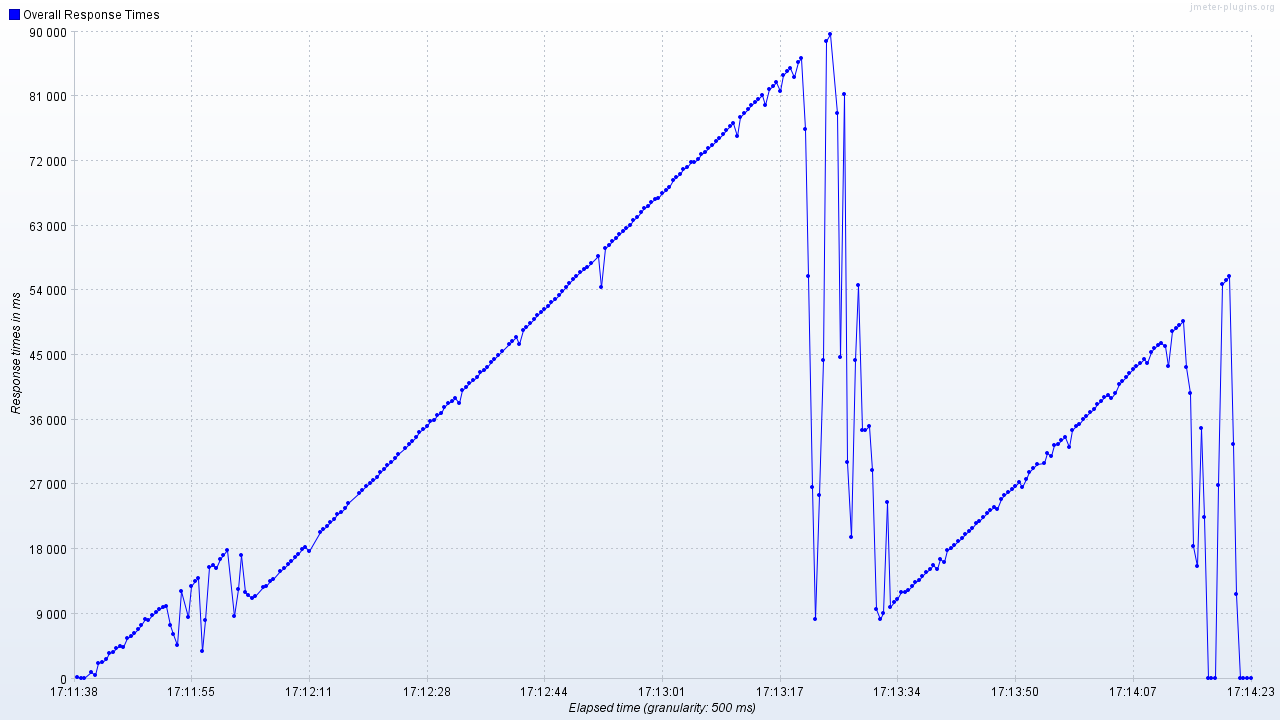 jmeter-plugins.org
Overall Response Times
90 000
81 000
72 000
63 000
54 000
45 000
36 000
27 000
18 000
9 000
0
Response times in ms
17:11:38 17:11:55 17:12:11 17:12:28 17:12:44 17:13:01 17:13:17 17:13:34 17:13:50 17:14:07 17:14:23
Elapsed time (granularity: 500 ms)